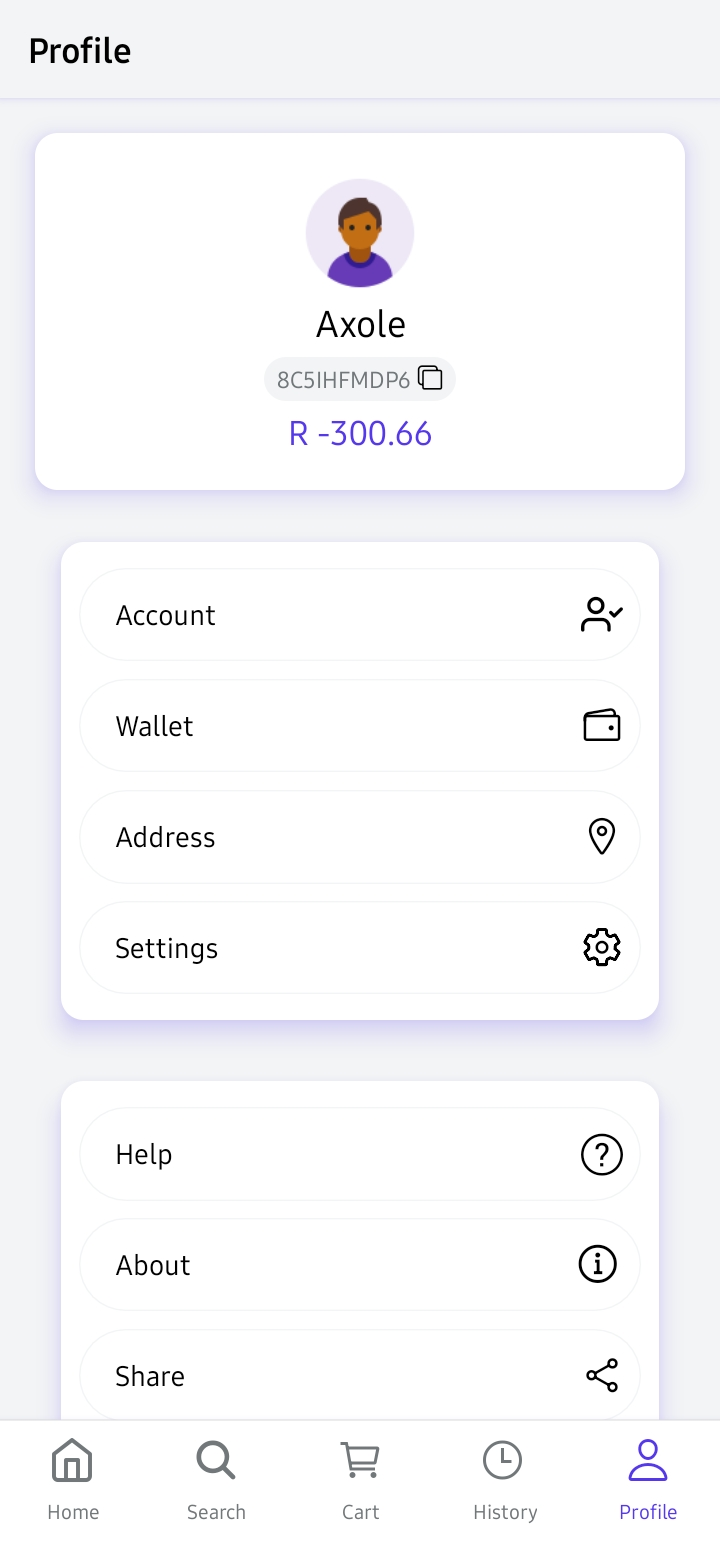 Profile
Axole
8C5IHFMDP6
R -300.66
Account
Wallet
Address
Settings
Help
About
Share
Home
Search
Cart
History
Profile